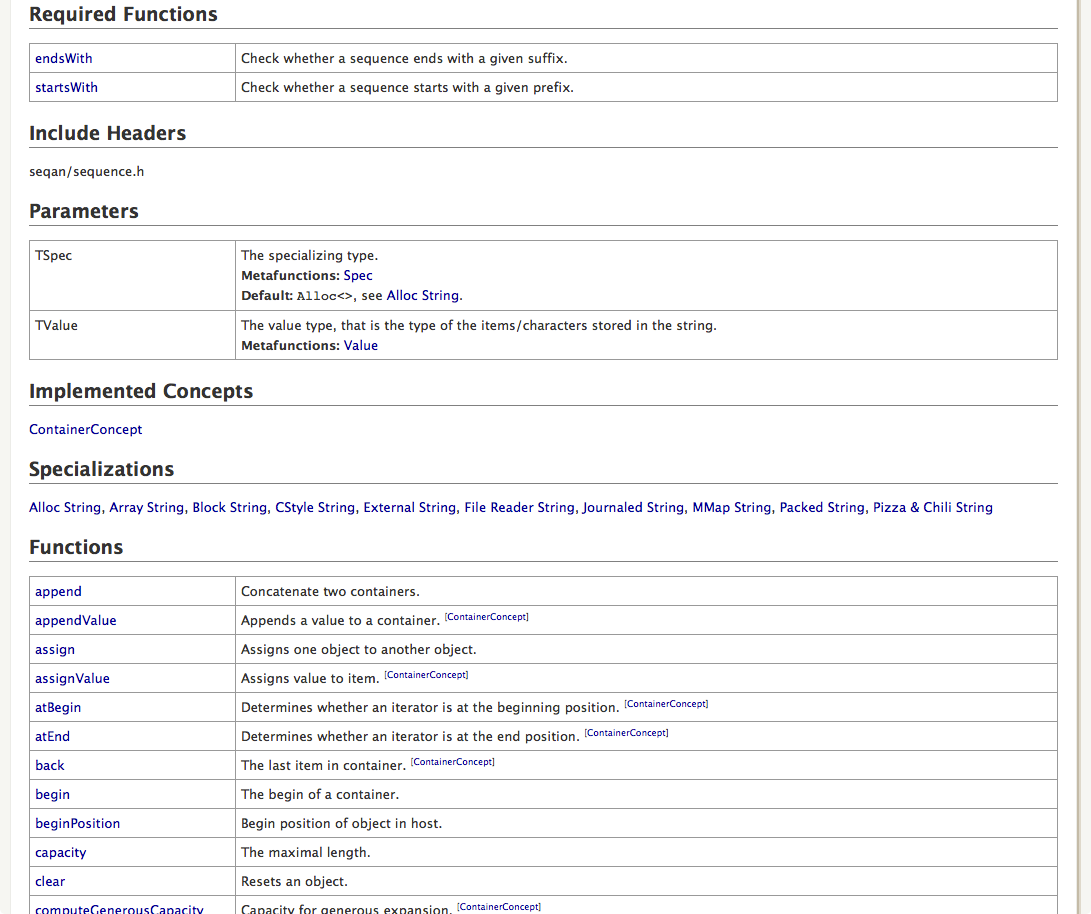 Required Functions
endsWith Check whether a sequence ends with a given suffix.
startsWith Check whether a sequence starts with a given prefix.
Include Headers
seqan/sequence.h
Parameters
TSpec The specializing type.
Metafunctions: Spec
Default: Alloc<>, see Alloc String.
TValue The value type, that is the type of the items/characters stored in the string.
Metafunctions: Value
Implemented Concepts
ContainerConcept
Specializations
Alloc String, Array String, Block String, CStyle String, External String, File Reader String, Journaled String, MMap String, Packed String, Pizza & Chili String
Functions
append Concatenate two containers.
appendValue Appends a value to a container. [ContainerConcept]
assign Assigns one object to another object.
assignValue Assigns value to item. [ContainerConcept]
atBegin Determines whether an iterator is at the beginning position. [ContainerConcept]
atEnd Determines whether an iterator is at the end position. [ContainerConcept]
back The last item in container. [ContainerConcept]
begin The begin of a container.
beginPosition Begin position of object in host.
capacity The maximal length.
clear Resets an object.
computeGenerousCapacity Capacity for generous expansion. [ContainerConcept]